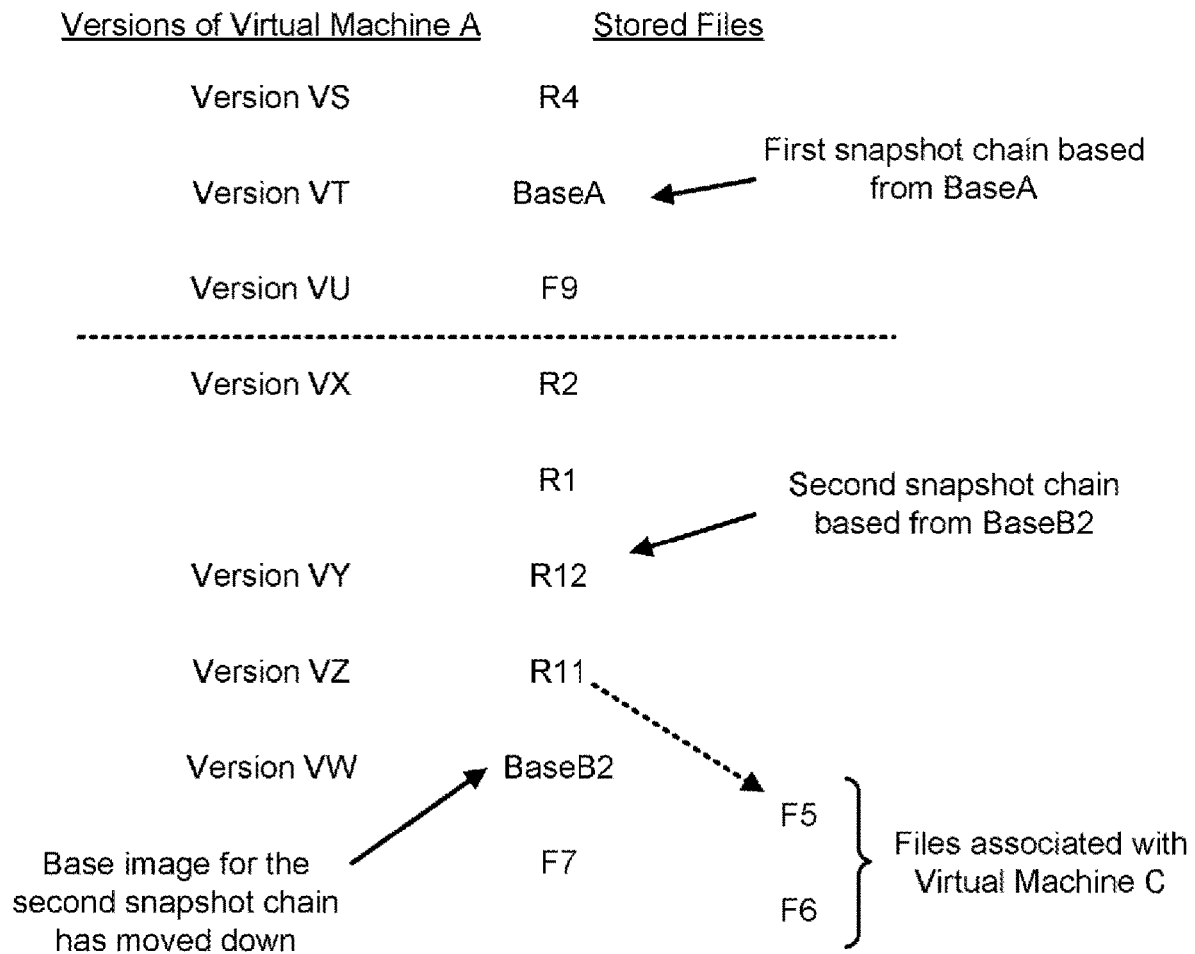 Versions of Virtual Machine A Stored Files
Version VS R4
First snapshot chain based
from BaseA
Version VT BaseA
Version VU F9
Version VX R2
R1
Second snapshot chain
based from BaseB2
Version VY R12
Version VZ R11
Version VW BaseB2
F5
Files associated with
Virtual Machine C
F7
F6
Base image for the
second snapshot chain
has moved down